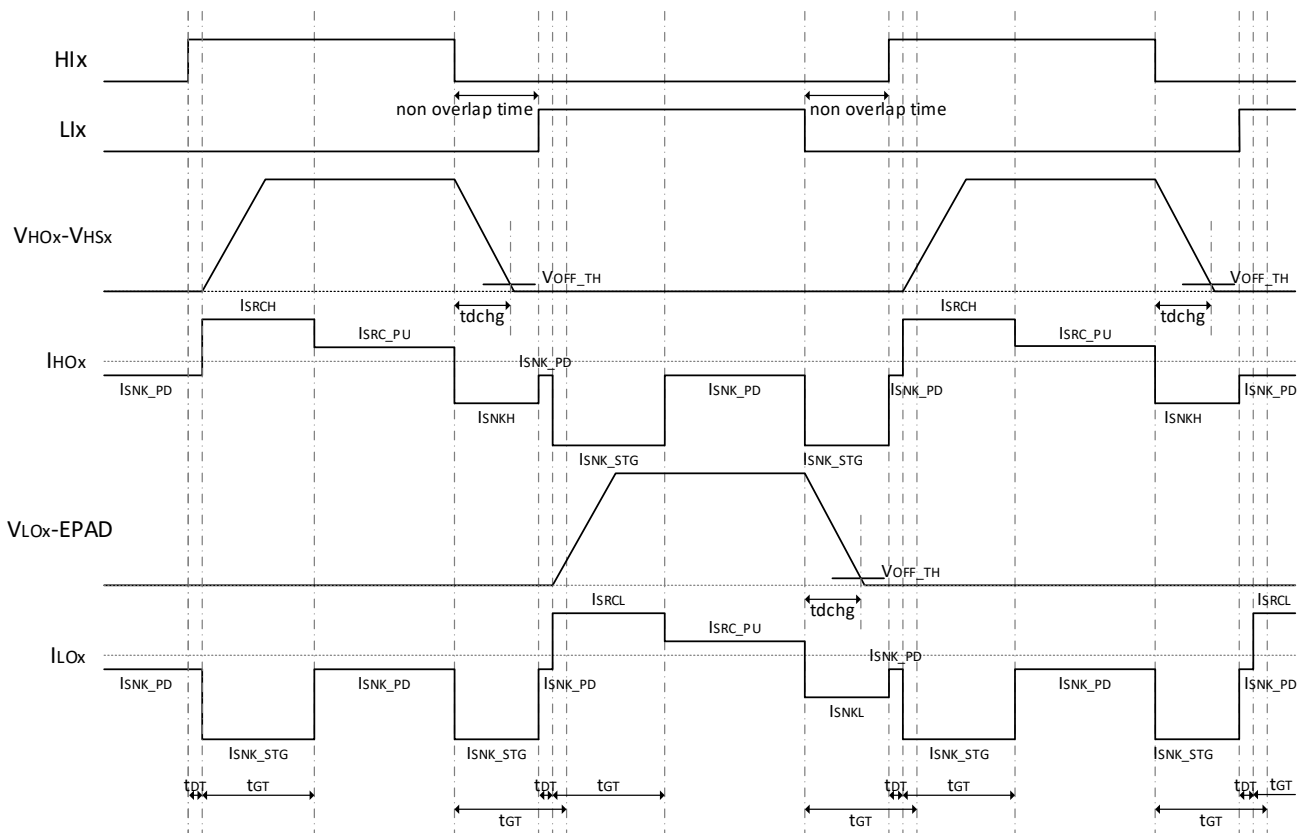 HIx
non overlap time
non overlap time
LIx
VHOx-VHSx
VOFF_TH
VOFF_TH
ISRCH
tdchg
ISRCH
tdchg
ISRC_PU
ISRC_PU
IHOx
ISNK_PD
ISNK_PD
ISNK_PD
ISNK_PD
ISNK_PD
ISNKH
ISNKH
ISNK_STG
ISNK_STG
VLOx-EPAD
VOFF_TH
ISRCL
tdchg
ISRCL
ISRC_PU
ILOx
ISNK_PD
ISNK_PD
ISNK_PD
ISNK_PD
ISNK_PD
ISNK_PD
ISNKL
ISNK_STG
ISNK_STG
ISNK_STG
ISNK_STG
tDT
tGT
tDT
tGT
tDT
tGT
tDT
tGT
tGT
tGT
tGT